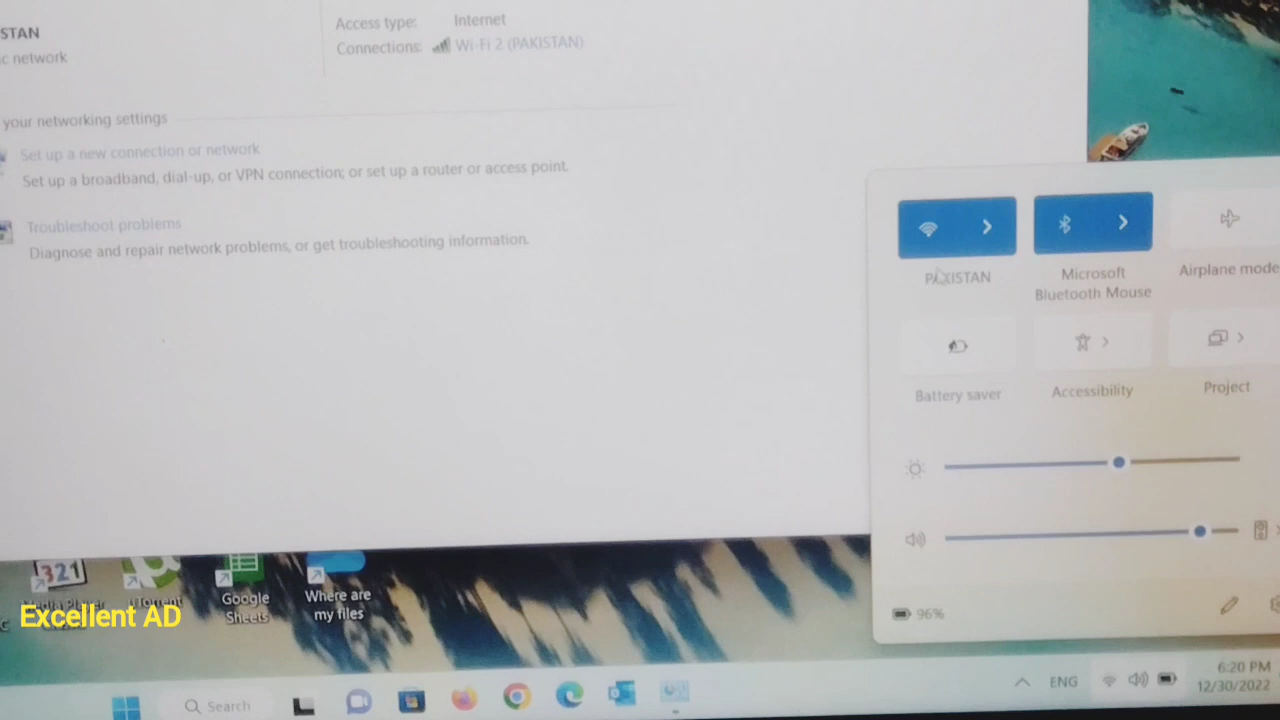 STAN
c network
Access type: Internet
Connections: Wi-Fi 2 (PAKISTAN)
your networking settings
Set up a new connection or network
Set up a broadband, dial-up, or VPN connection; or set up a router or access point.
Troubleshoot problems
Diagnose and repair network problems, or get troubleshooting information.
PAKISTAN
Microsoft
Bluetooth Mouse
Airplane mode
Battery saver
Accessibility
Project
96%
321
Google
Sheets
Where are
my files
Excellent AD
Search
ENG
6:20 PM
12/30/2022